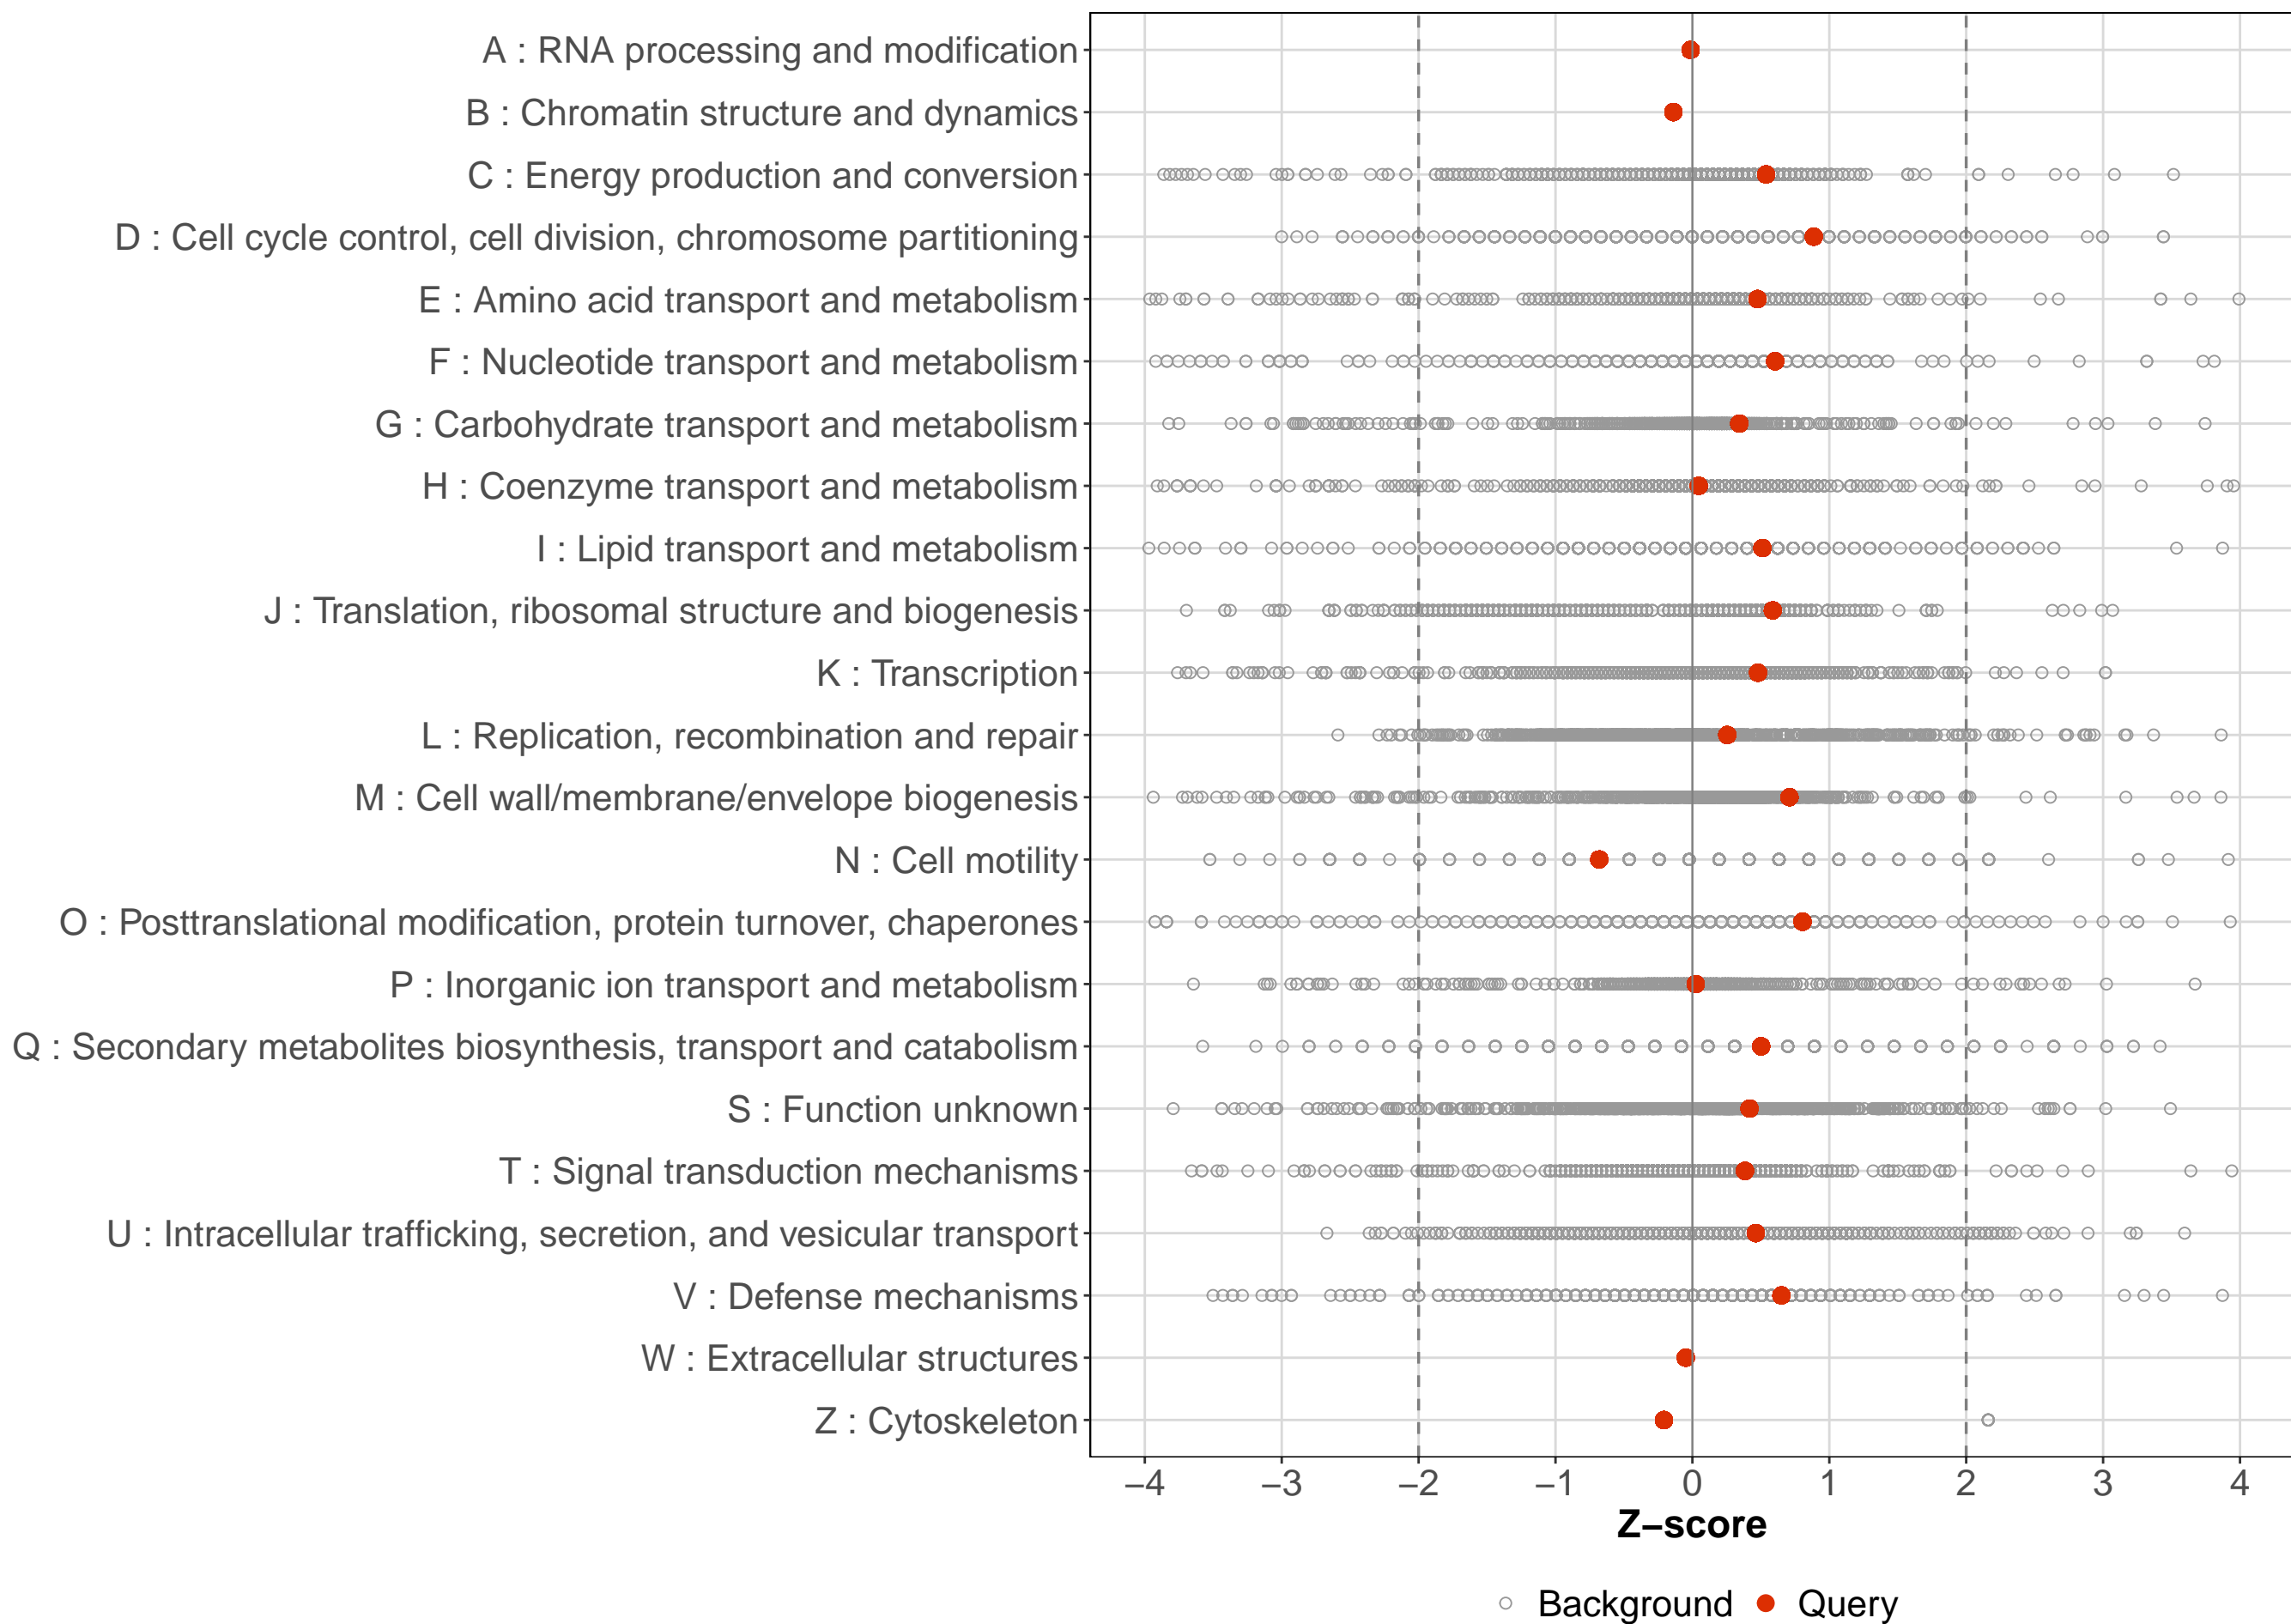 A : RNA processing and modification
B : Chromatin structure and dynamics
C : Energy production and conversion
D : Cell cycle control, cell division, chromosome partitioning
E : Amino acid transport and metabolism
F : Nucleotide transport and metabolism
G : Carbohydrate transport and metabolism
H : Coenzyme transport and metabolism
I : Lipid transport and metabolism
J : Translation, ribosomal structure and biogenesis
K : Transcription
L : Replication, recombination and repair
M : Cell wall/membrane/envelope biogenesis
N : Cell motility
O : Posttranslational modification, protein turnover, chaperones
P : Inorganic ion transport and metabolism
Q : Secondary metabolites biosynthesis, transport and catabolism
S : Function unknown
T : Signal transduction mechanisms
U : Intracellular trafficking, secretion, and vesicular transport
V : Defense mechanisms
W : Extracellular structures
Z : Cytoskeleton
−4 −3 −2 −1 0 1 2 3 4
Z−score
Background Query